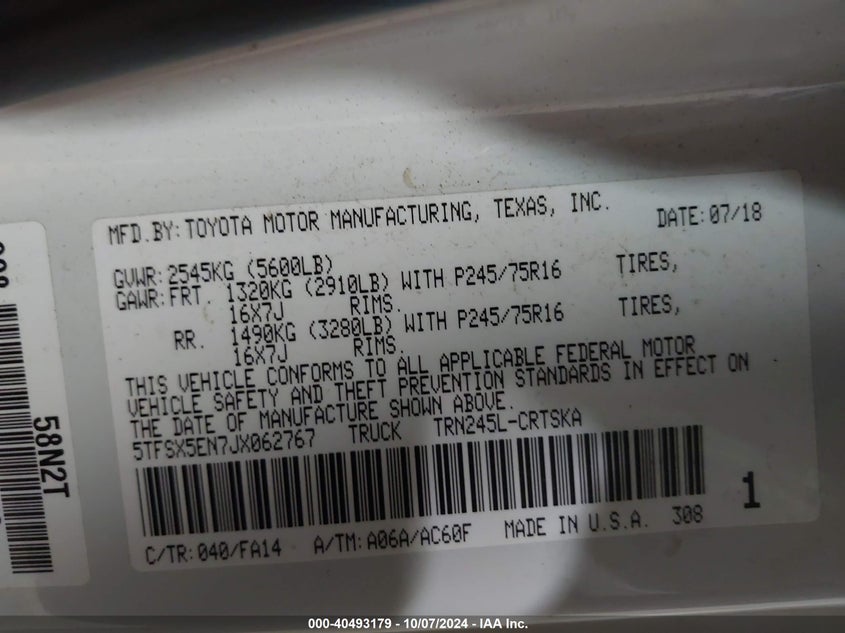 MFD.BY:TOYOTA MOTOR MANUFACTURING, TEXAS, INC. DATE:07/18
GVWR:2545KG (5600LB)
GAWR:FRT. 1320KG (2910LB) WITH P245/75R16 TIRES,
16X7J RIMS.
RR. 1490KG (3280LB) WITH P245/75R16 TIRES,
16X7J RIMS.
THIS VEHICLE CONFORMS TO ALL APPLICABLE FEDERAL MOTOR
VEHICLE SAFETY AND THEFT PREVENTION STANDARDS IN EFFECT ON
THE DATE OF MANUFACTURE SHOWN ABOVE.
5TFSX5EN7JX062767 TRUCK TRN245L-CRTSKA
1
C/TR:040/FA14 A/TM:A06A/AC60F MADE IN U.S.A. 308
58N2T
000-40493179 - 10/07/2024 - IAA Inc.